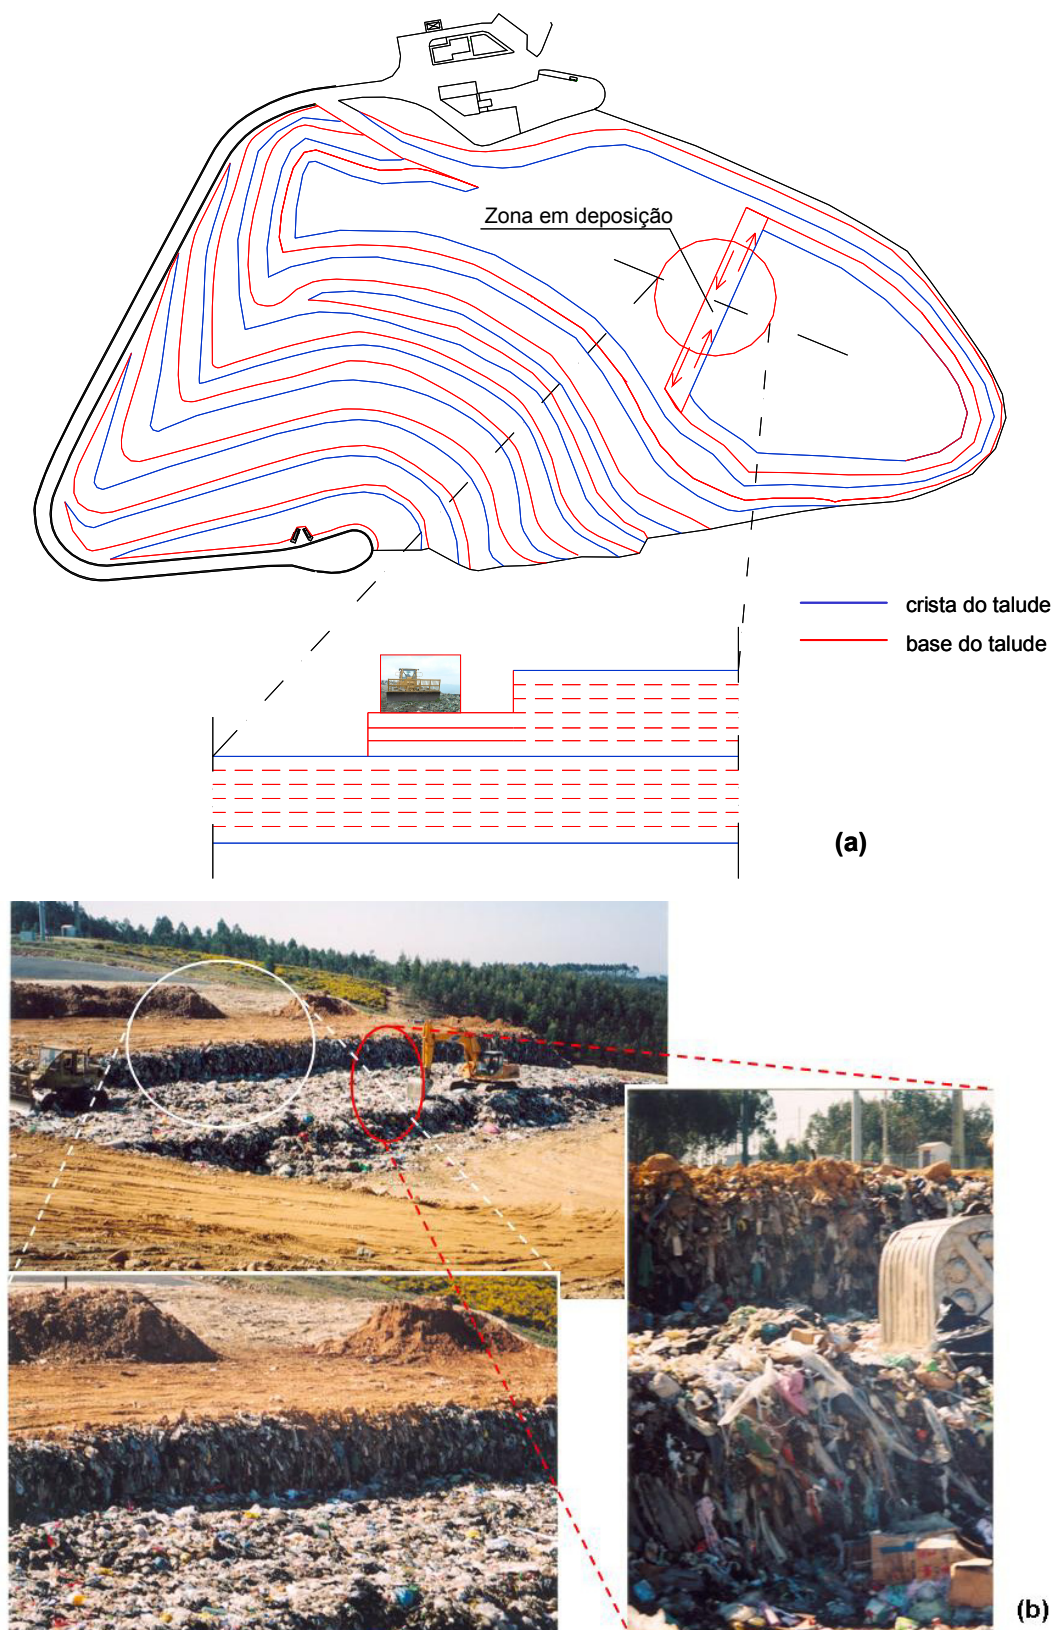 Zona em deposição
crista do talude
base do talude
(a)
(b)